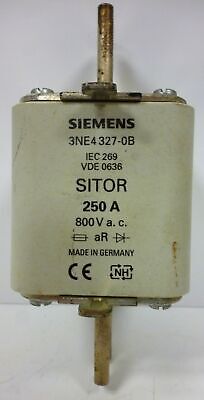 SIEMENS
3NE4 327-0B
IEC 269
VDE 0636
SITOR
250 A
800 V a. c.
aR
MADE IN GERMANY
CE NH